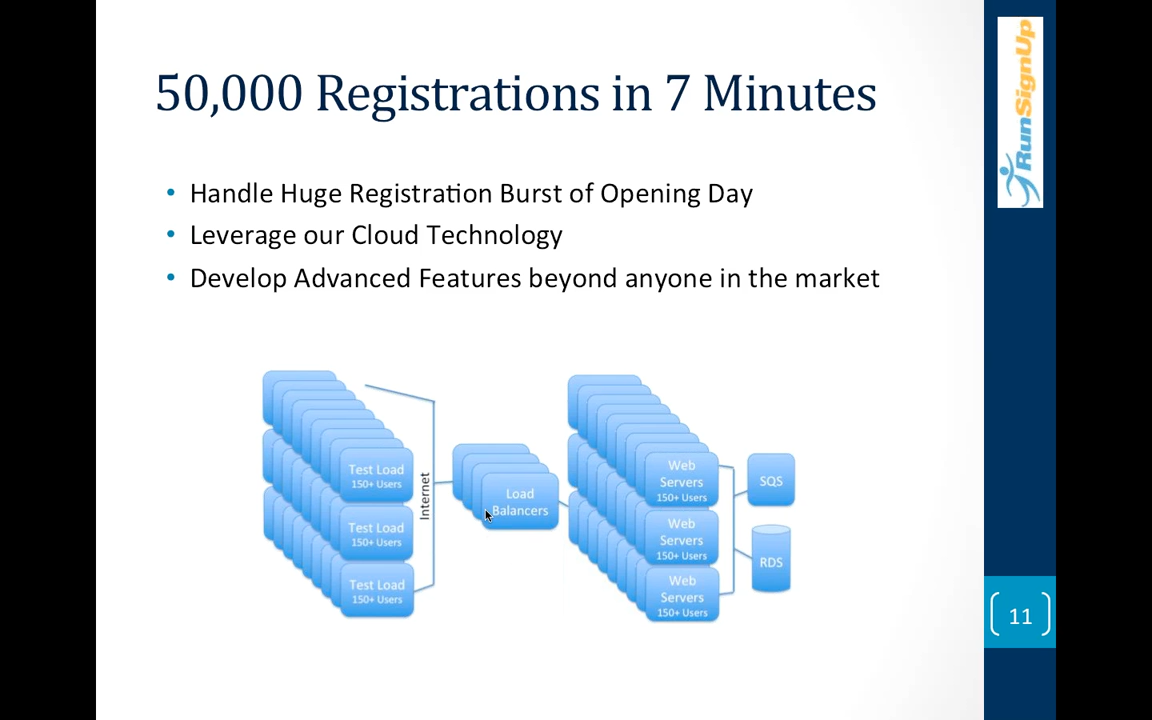 50,000 Registrations in 7 Minutes
RunSignUp
• Handle Huge Registration Burst of Opening Day
• Leverage our Cloud Technology
• Develop Advanced Features beyond anyone in the market
Test Load
150+ Users
Test Load
150+ Users
Test Load
150+ Users
Internet
Load
Balancers
Web
Servers
150+ Users
Web
Servers
150+ Users
Web
Servers
150+ Users
SQS
RDS
11